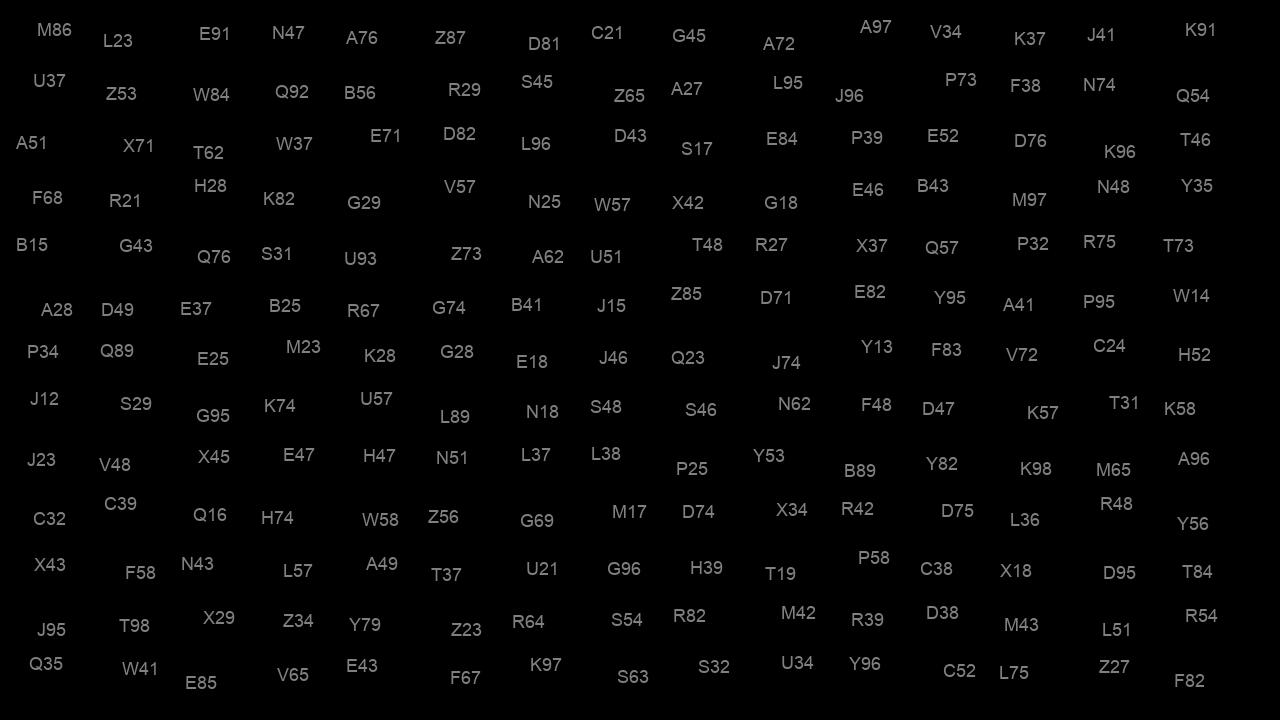 M86 L23 E91 N47 A76 Z87 D81 C21 G45 A72 A97 V34 K37 J41 K91
U37 Z53 W84 Q92 B56 R29 S45 Z65 A27 L95 J96 P73 F38 N74 Q54
A51 X71 T62 W37 E71 D82 L96 D43 S17 E84 P39 E52 D76 K96 T46
F68 R21 H28 K82 G29 V57 N25 W57 X42 G18 E46 B43 M97 N48 Y35
B15 G43 Q76 S31 U93 Z73 A62 U51 T48 R27 X37 Q57 P32 R75 T73
A28 D49 E37 B25 R67 G74 B41 J15 Z85 D71 E82 Y95 A41 P95 W14
P34 Q89 E25 M23 K28 G28 E18 J46 Q23 J74 Y13 F83 V72 C24 H52
J12 S29 G95 K74 U57 L89 N18 S48 S46 N62 F48 D47 K57 T31 K58
J23 V48 X45 E47 H47 N51 L37 L38 P25 Y53 B89 Y82 K98 M65 A96
C32 C39 Q16 H74 W58 Z56 G69 M17 D74 X34 R42 D75 L36 R48 Y56
X43 F58 N43 L57 A49 T37 U21 G96 H39 T19 P58 C38 X18 D95 T84
J95 T98 X29 Z34 Y79 Z23 R64 S54 R82 M42 R39 D38 M43 L51 R54
Q35 W41 E85 V65 E43 F67 K97 S63 S32 U34 Y96 C52 L75 Z27 F82